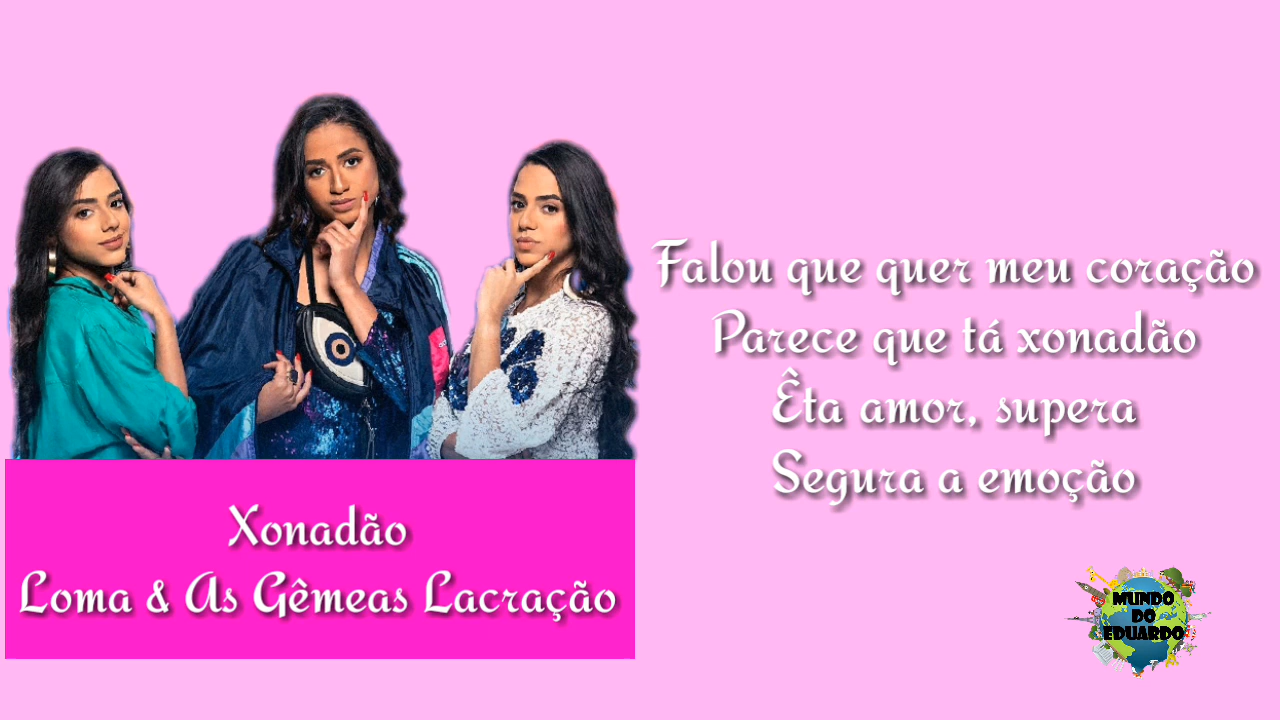 Falou que quer meu coração
Parece que tá xonadão
Êta amor, supera
Segura a emoção
Xonadão
Loma & As Gêmeas Lacração
MUNDO
DO
EDUARDO